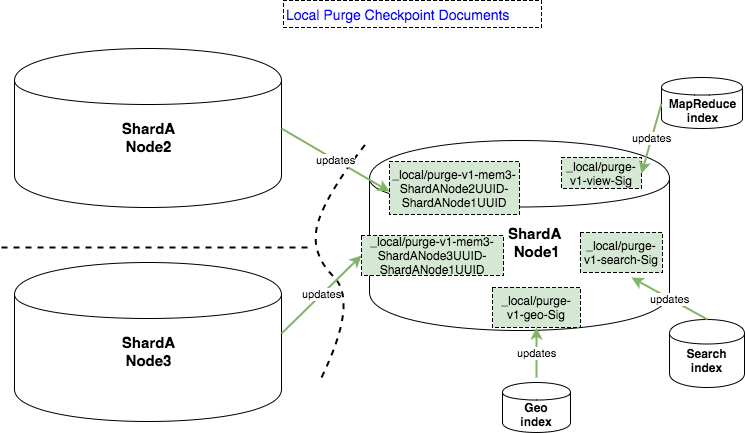 Local Purge Checkpoint Documents
ShardA
Node2
updates
_local/purge-v1-mem3-
ShardANode2UUID-
ShardANode1UUID
_local/purge-
v1-view-Sig
updates
MapReduce
index
ShardA
Node1
_local/purge-v1-mem3-
ShardANode3UUID-
ShardANode1UUID
_local/purge-
v1-search-Sig
updates
_local/purge-
v1-geo-Sig
updates
ShardA
Node3
updates
Search
index
Geo
index